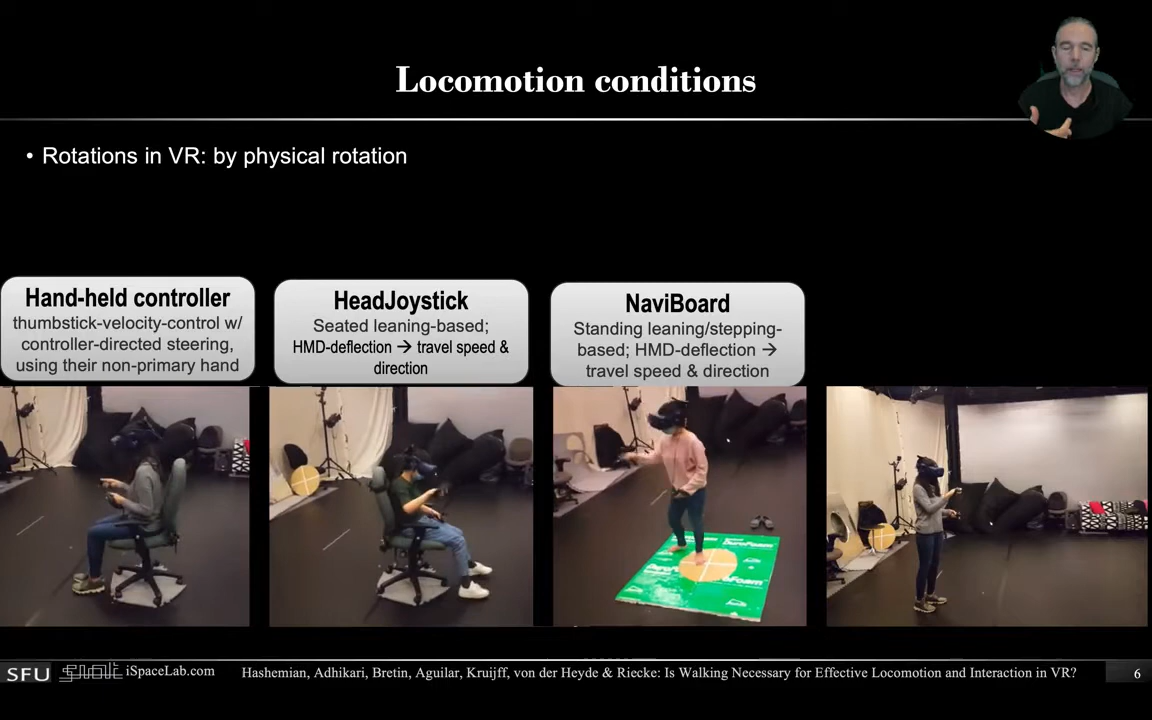 Locomotion conditions
• Rotations in VR: by physical rotation
Hand-held controller
thumbstick-velocity-control w/
controller-directed steering,
using their non-primary hand
HeadJoystick
Seated leaning-based;
HMD-deflection → travel speed &
direction
NaviBoard
Standing leaning/stepping-
based; HMD-deflection →
travel speed & direction
SFU
iSpaceLab.com
Hashemian, Adhikari, Bretin, Aguilar, Kruijff, von der Heyde & Riecke: Is Walking Necessary for Effective Locomotion and Interaction in VR?
6